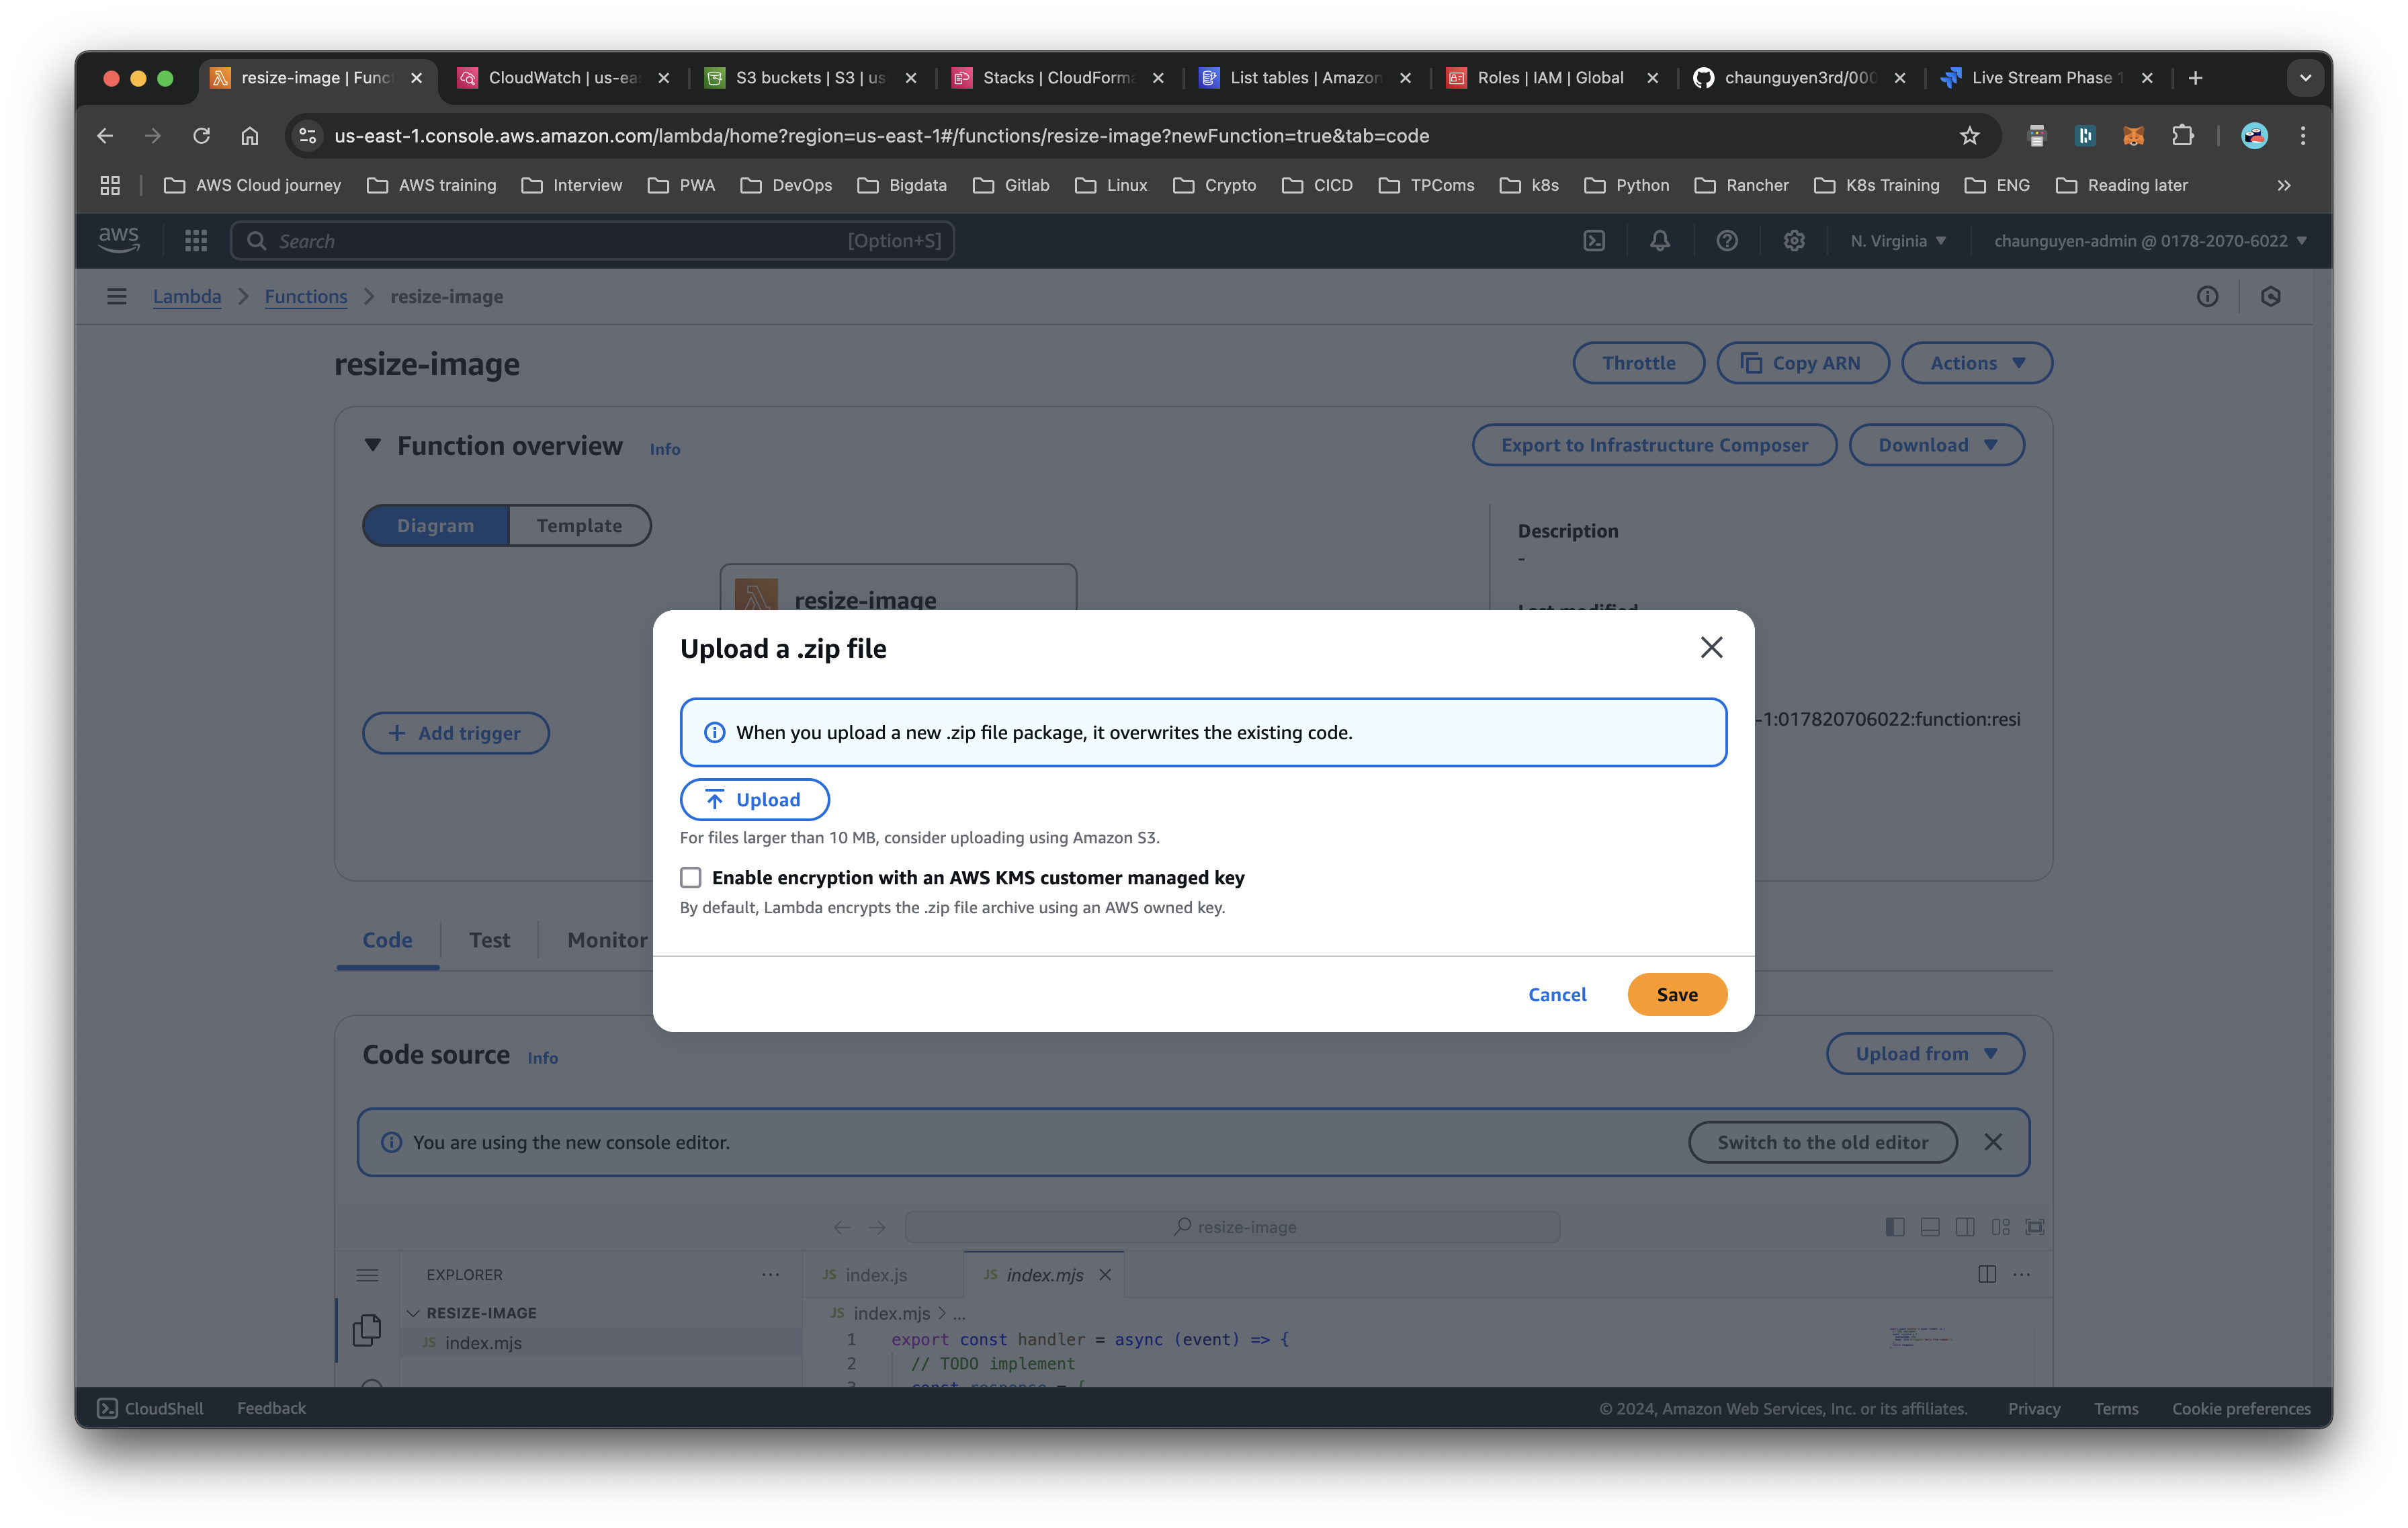 resize-image | Func
CloudWatch | us-ea
S3 buckets | S3 | us
Stacks | CloudForma
List tables | Amazon
Roles | IAM | Global
chaunguyen3rd/000
Live Stream Phase 1
us-east-1.console.aws.amazon.com/lambda/home?region=us-east-1#/functions/resize-image?newFunction=true&tab=code
AWS Cloud journey
AWS training
Interview
PWA
DevOps
Bigdata
Gitlab
Linux
Crypto
CICD
TPComs
k8s
Python
Rancher
K8s Training
ENG
Reading later
aws
Search
[Option+S]
N. Virginia
chaunguyen-admin @ 0178-2070-6022
Lambda
Functions
resize-image
resize-image
Throttle
Copy ARN
Actions
Function overview
Info
Export to Infrastructure Composer
Download
Diagram
Template
Description
-
resize-image
Last modified
Upload a .zip file
When you upload a new .zip file package, it overwrites the existing code.
-1:017820706022:function:resi
Add trigger
Upload
For files larger than 10 MB, consider uploading using Amazon S3.
Enable encryption with an AWS KMS customer managed key
By default, Lambda encrypts the .zip file archive using an AWS owned key.
Code
Test
Monitor
Cancel
Save
Code source
Info
Upload from
You are using the new console editor.
Switch to the old editor
resize-image
EXPLORER
JS index.js
JS index.mjs
RESIZE-IMAGE
JS index.mjs > ...
JS index.mjs
1 export const handler = async (event) => {
2 // TODO implement
3 const response = {
CloudShell
Feedback
© 2024, Amazon Web Services, Inc. or its affiliates.
Privacy
Terms
Cookie preferences